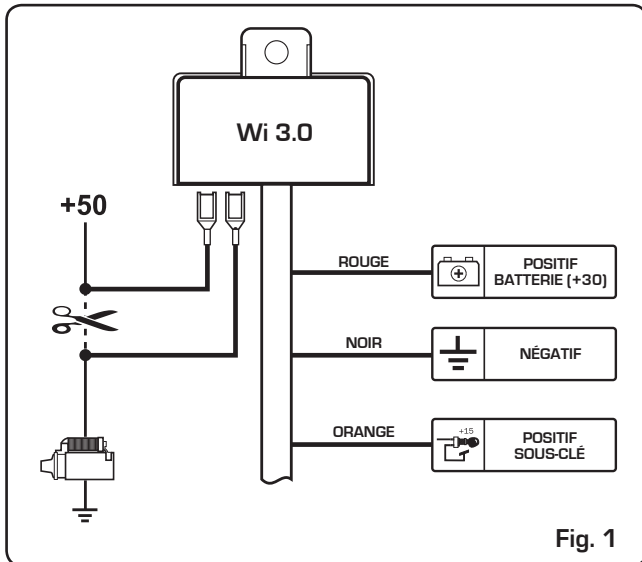 Wi 3.0
+50
ROUGE
POSITIF
BATTERIE (+30)
NOIR
NÉGATIF
ORANGE
+15
POSITIF
SOUS-CLÉ
Fig. 1